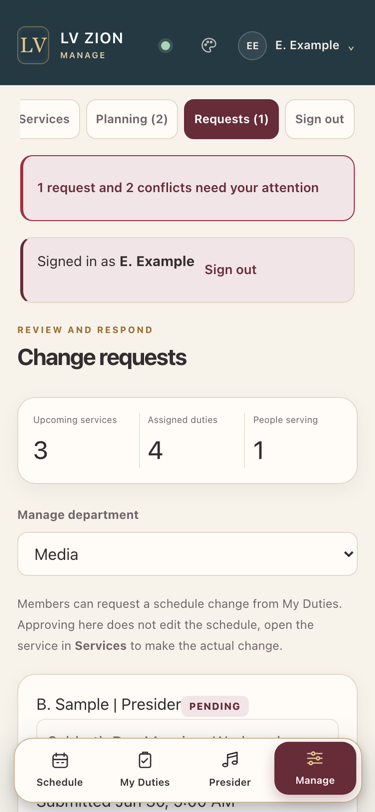 LV
LV ZION
MANAGE
EE
E. Example
Services
Planning (2)
Requests (1)
Sign out
1 request and 2 conflicts need your attention
Signed in as E. Example
Sign out
REVIEW AND RESPOND
Change requests
Upcoming services
Assigned duties
People serving
3
4
1
Manage department
Media
Members can request a schedule change from My Duties.
Approving here does not edit the schedule, open the
service in Services to make the actual change.
B. Sample | Presider
PENDING
Schedule
My Duties
Presider
Manage